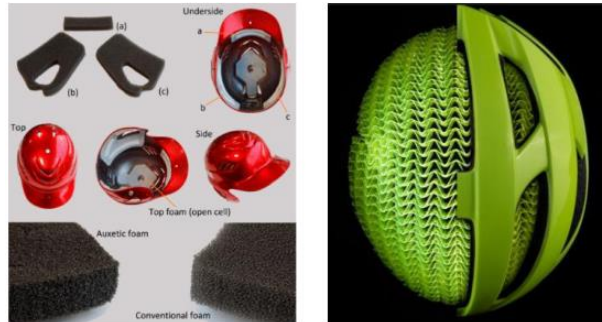 (a)
Underside
a
(b)
(c)
b
c
Top
Side
Top foam (open cell)
Auxetic foam
Conventional foam